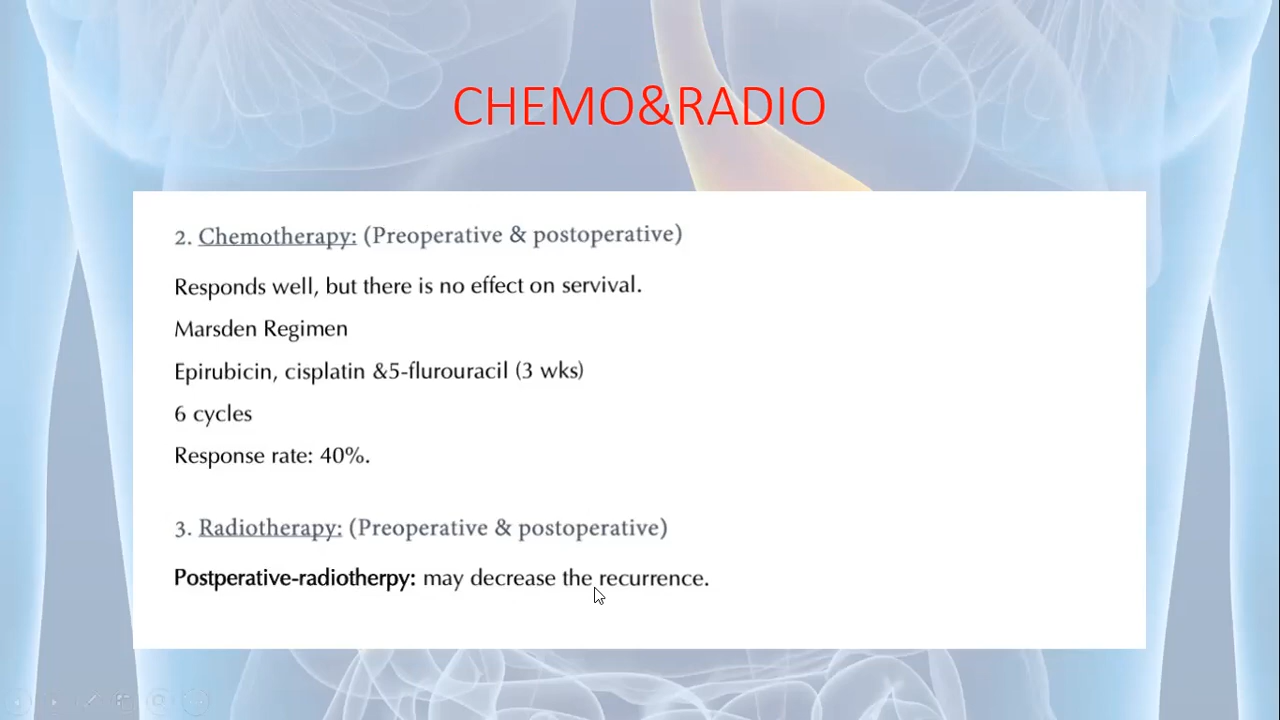 CHEMO&RADIO
2. Chemotherapy: (Preoperative & postoperative)
Responds well, but there is no effect on servival.
Marsden Regimen
Epirubicin, cisplatin &5-flurouracil (3 wks)
6 cycles
Response rate: 40%.
3. Radiotherapy: (Preoperative & postoperative)
Postperative-radiotherpy: may decrease the recurrence.